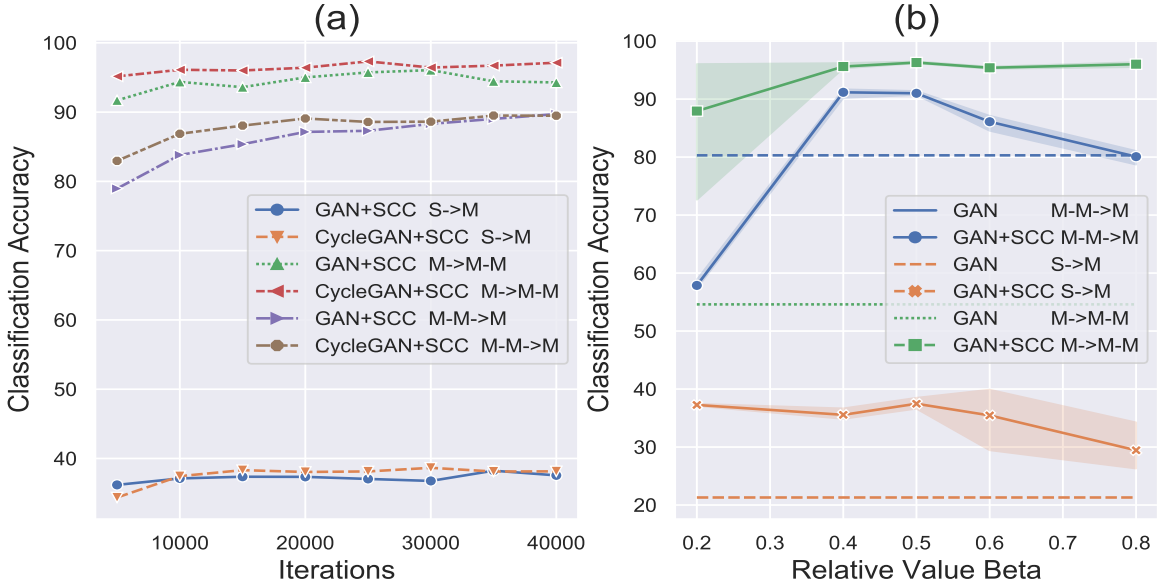 (a)
100
90
80
70
60
50
40
10000
20000
30000
40000
Classification Accuracy
Iterations
GAN+SCC S->M
CycleGAN+SCC S->M
GAN+SCC M->M-M
CycleGAN+SCC M->M-M
GAN+SCC M-M->M
CycleGAN+SCC M-M->M
(b)
100
90
80
70
60
50
40
30
20
0.2
0.3
0.4
0.5
0.6
0.7
0.8
Classification Accuracy
Relative Value Beta
GAN M-M->M
GAN+SCC M-M->M
GAN S->M
GAN+SCC S->M
GAN M->M-M
GAN+SCC M->M-M